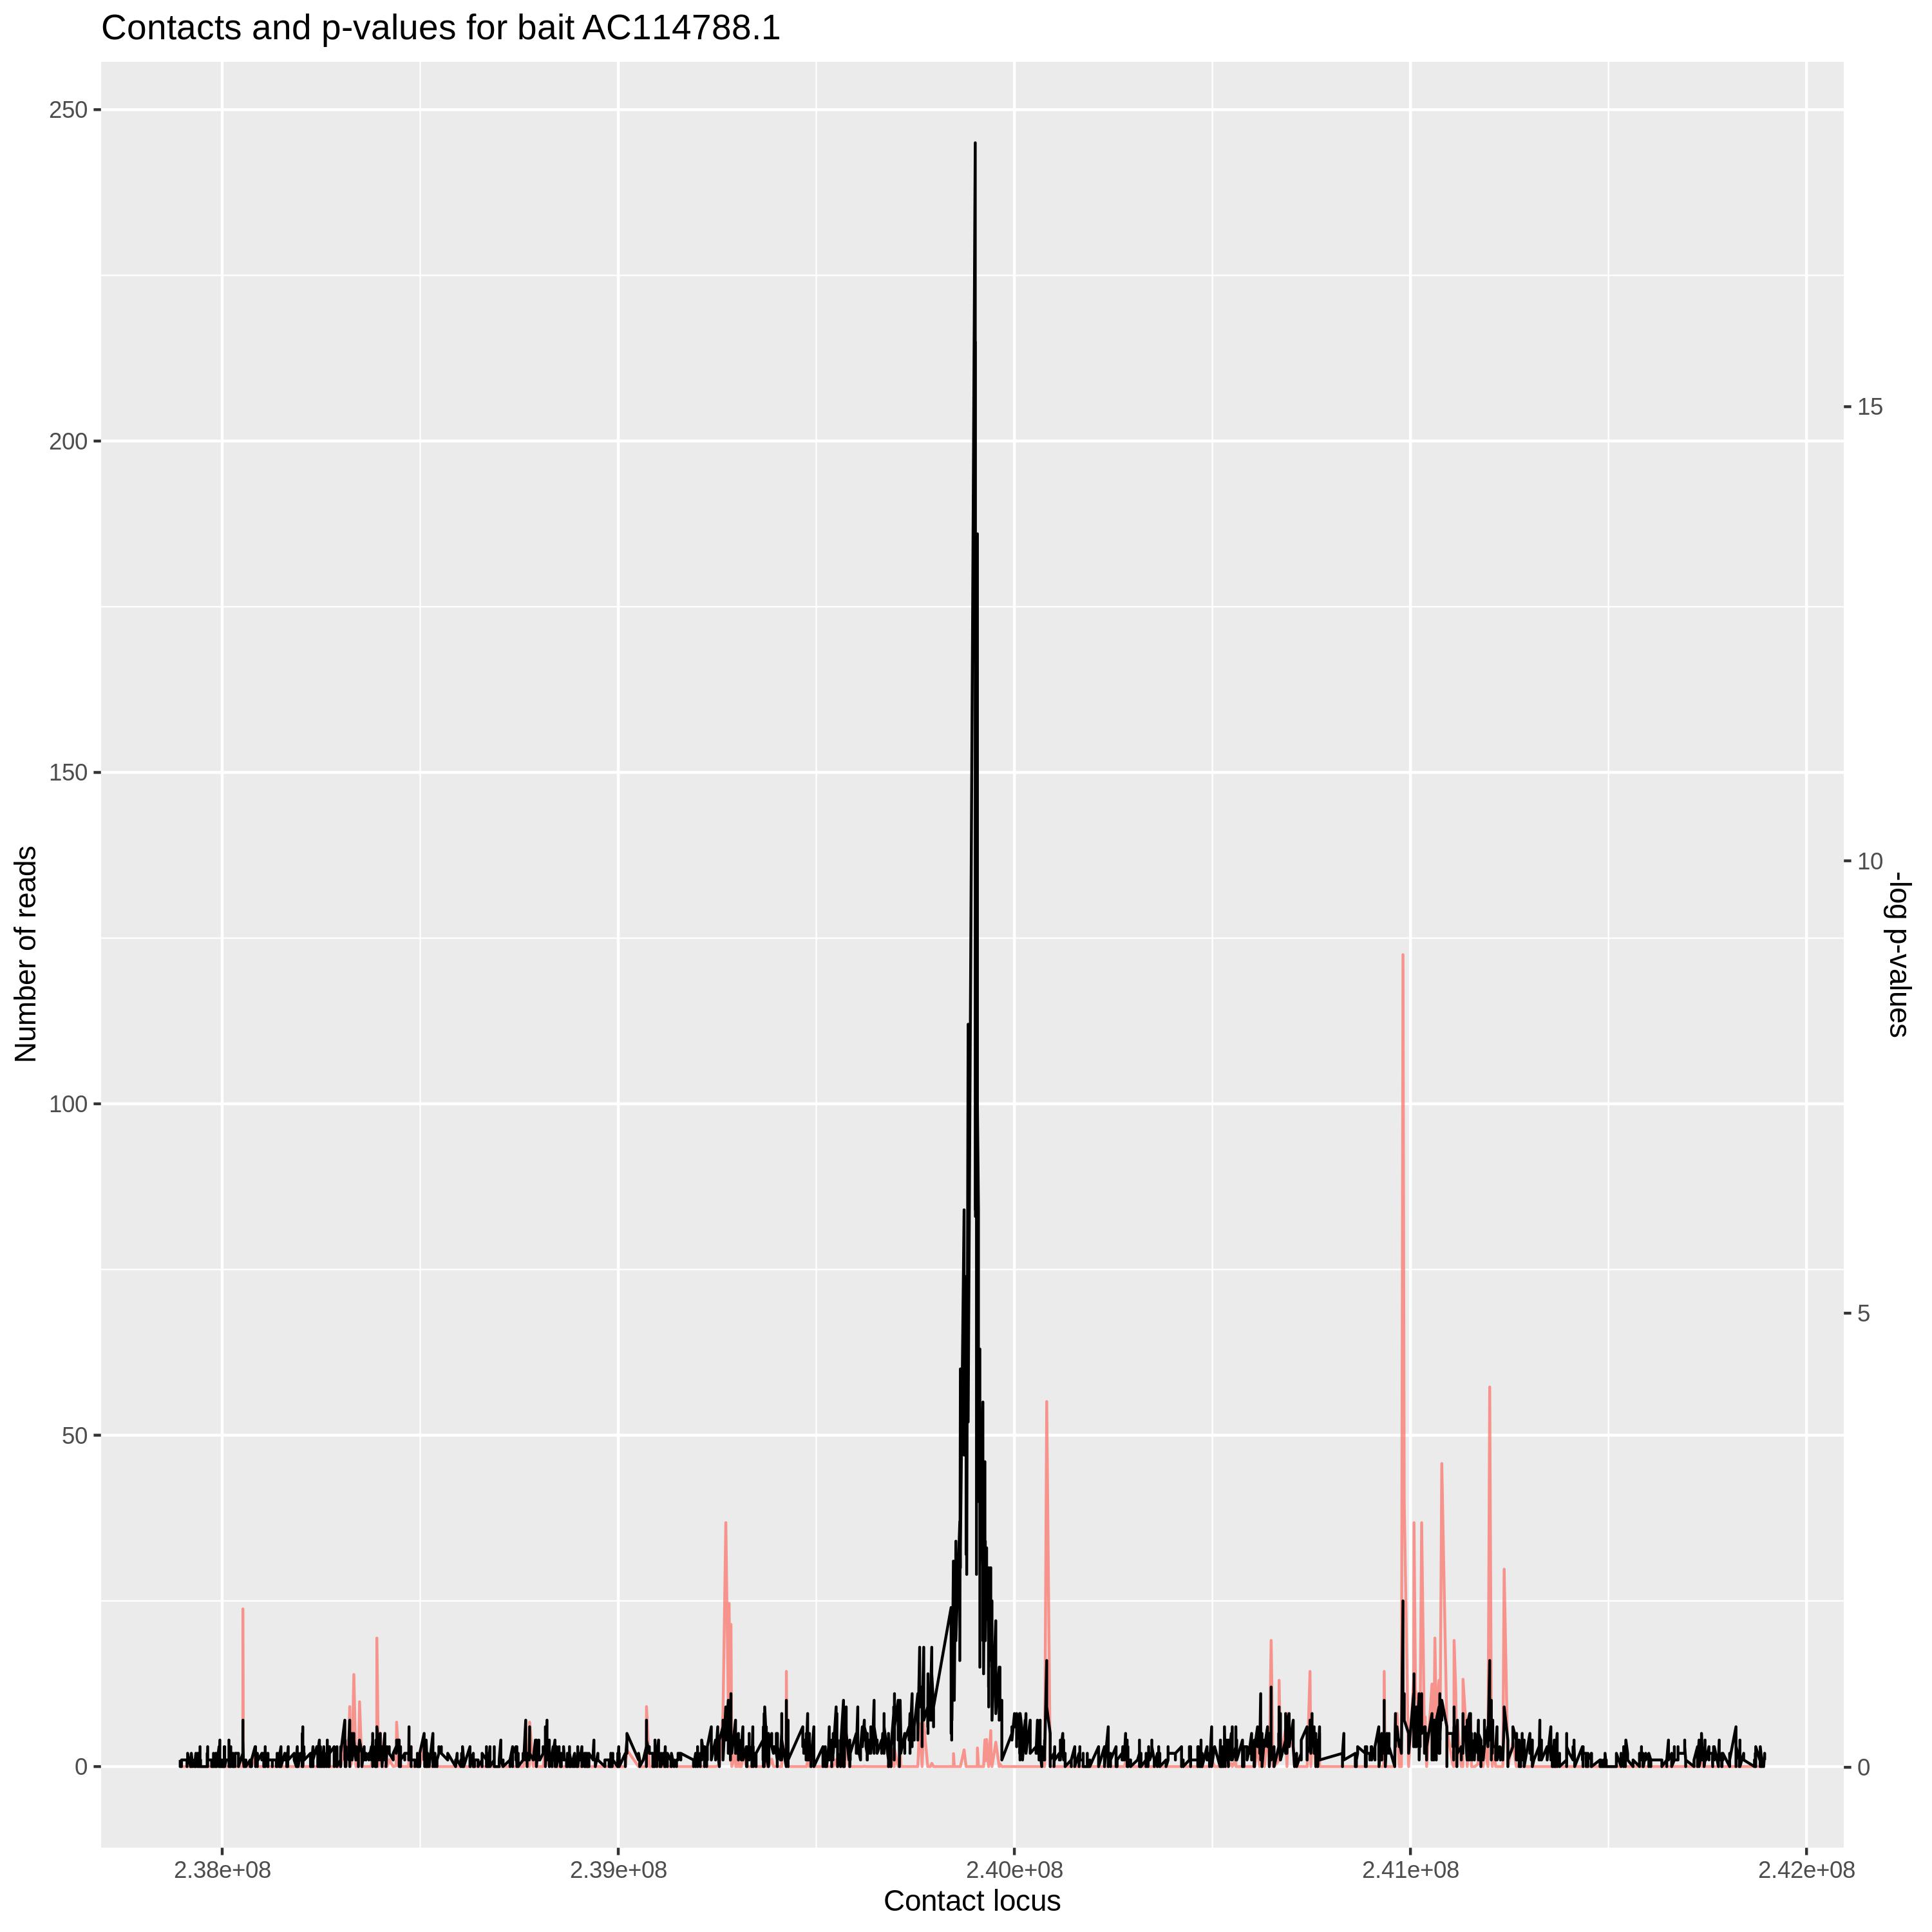 Contacts and p-values for bait AC114788.1
250
200
150
100
50
0
Number of reads
15
10
5
0
-log p-values
2.38e+08
2.39e+08
2.40e+08
2.41e+08
2.42e+08
Contact locus